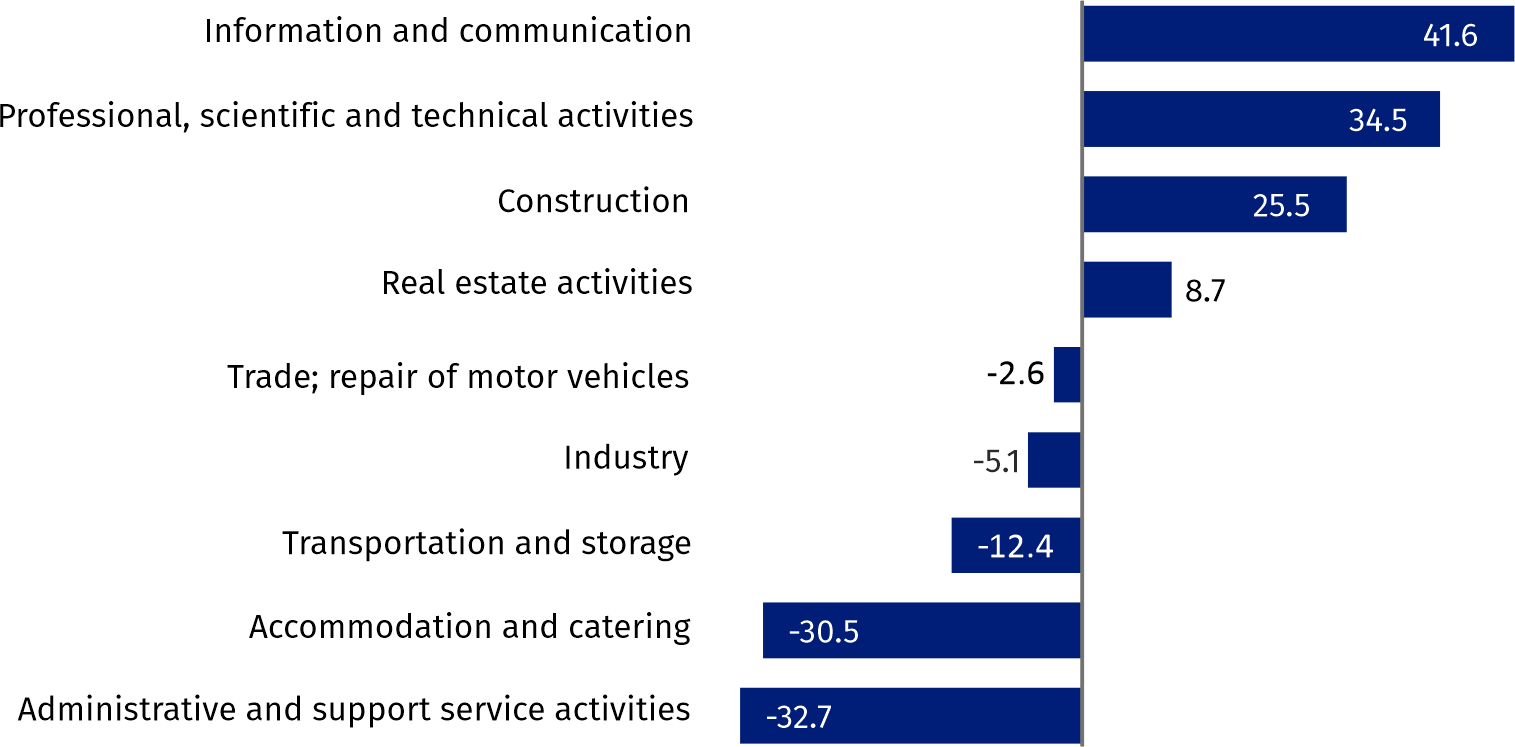 Information and communication 41.6
Professional, scientific and technical activities 34.5
Construction 25.5
Real estate activities 8.7
Trade; repair of motor vehicles -2.6
Industry -5.1
Transportation and storage -12.4
Accommodation and catering -30.5
Administrative and support service activities -32.7